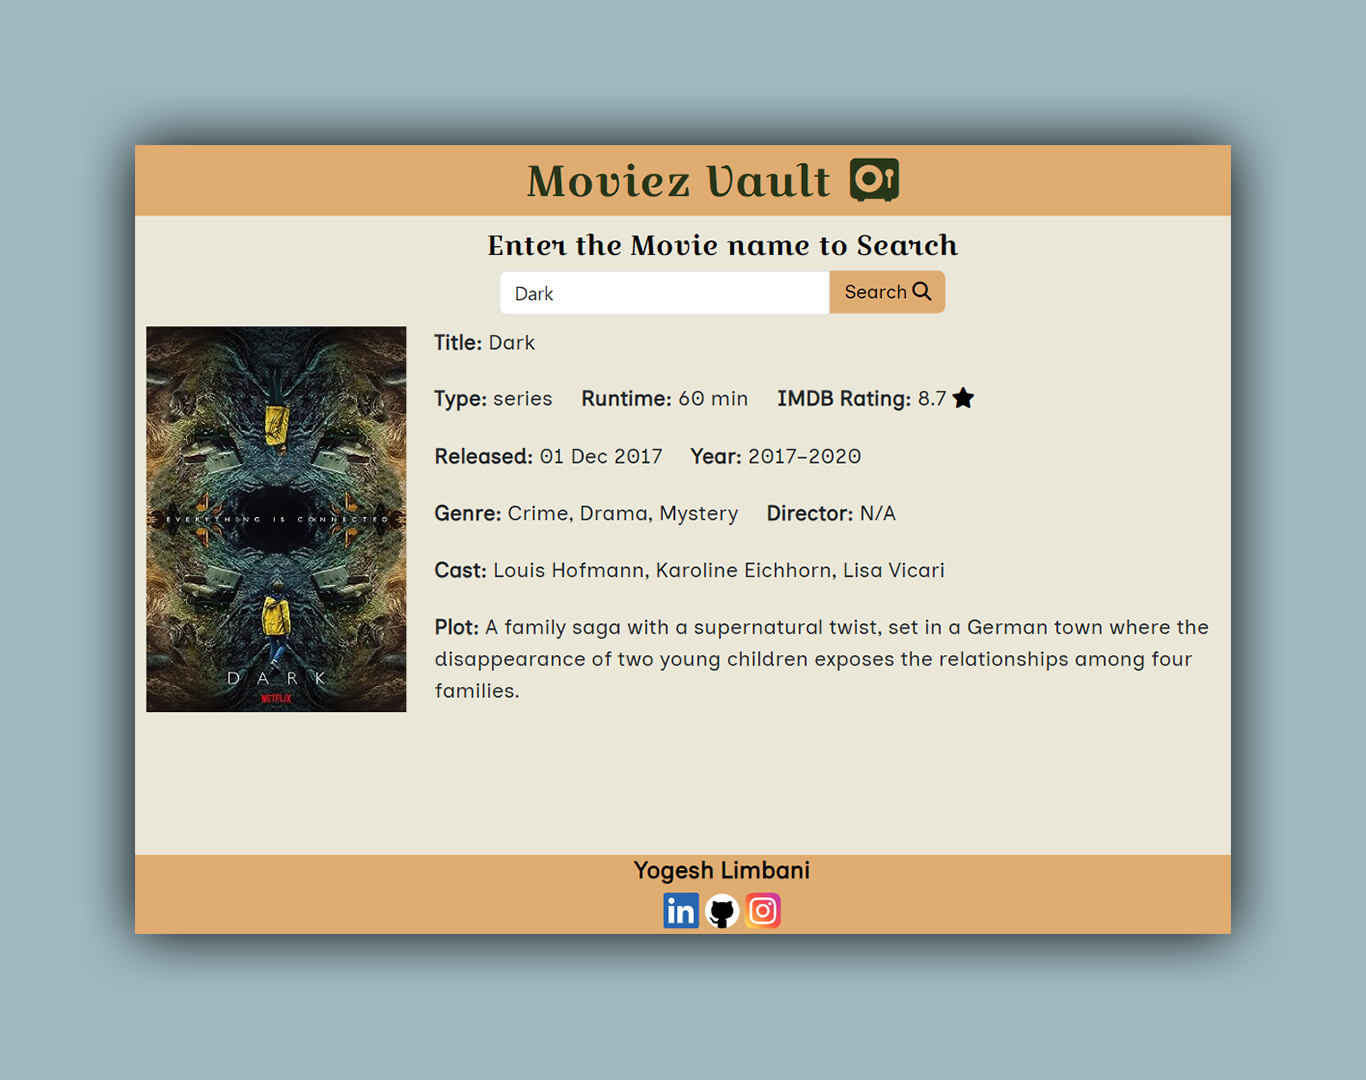 Moviez Vault
Enter the Movie name to Search
Dark
Search
EVERYTHING IS CONNECTED
DARK
NETFLIX
Title: Dark
Type: series Runtime: 60 min IMDB Rating: 8.7
Released: 01 Dec 2017 Year: 2017–2020
Genre: Crime, Drama, Mystery Director: N/A
Cast: Louis Hofmann, Karoline Eichhorn, Lisa Vicari
Plot: A family saga with a supernatural twist, set in a German town where the
disappearance of two young children exposes the relationships among four
families.
Yogesh Limbani
in